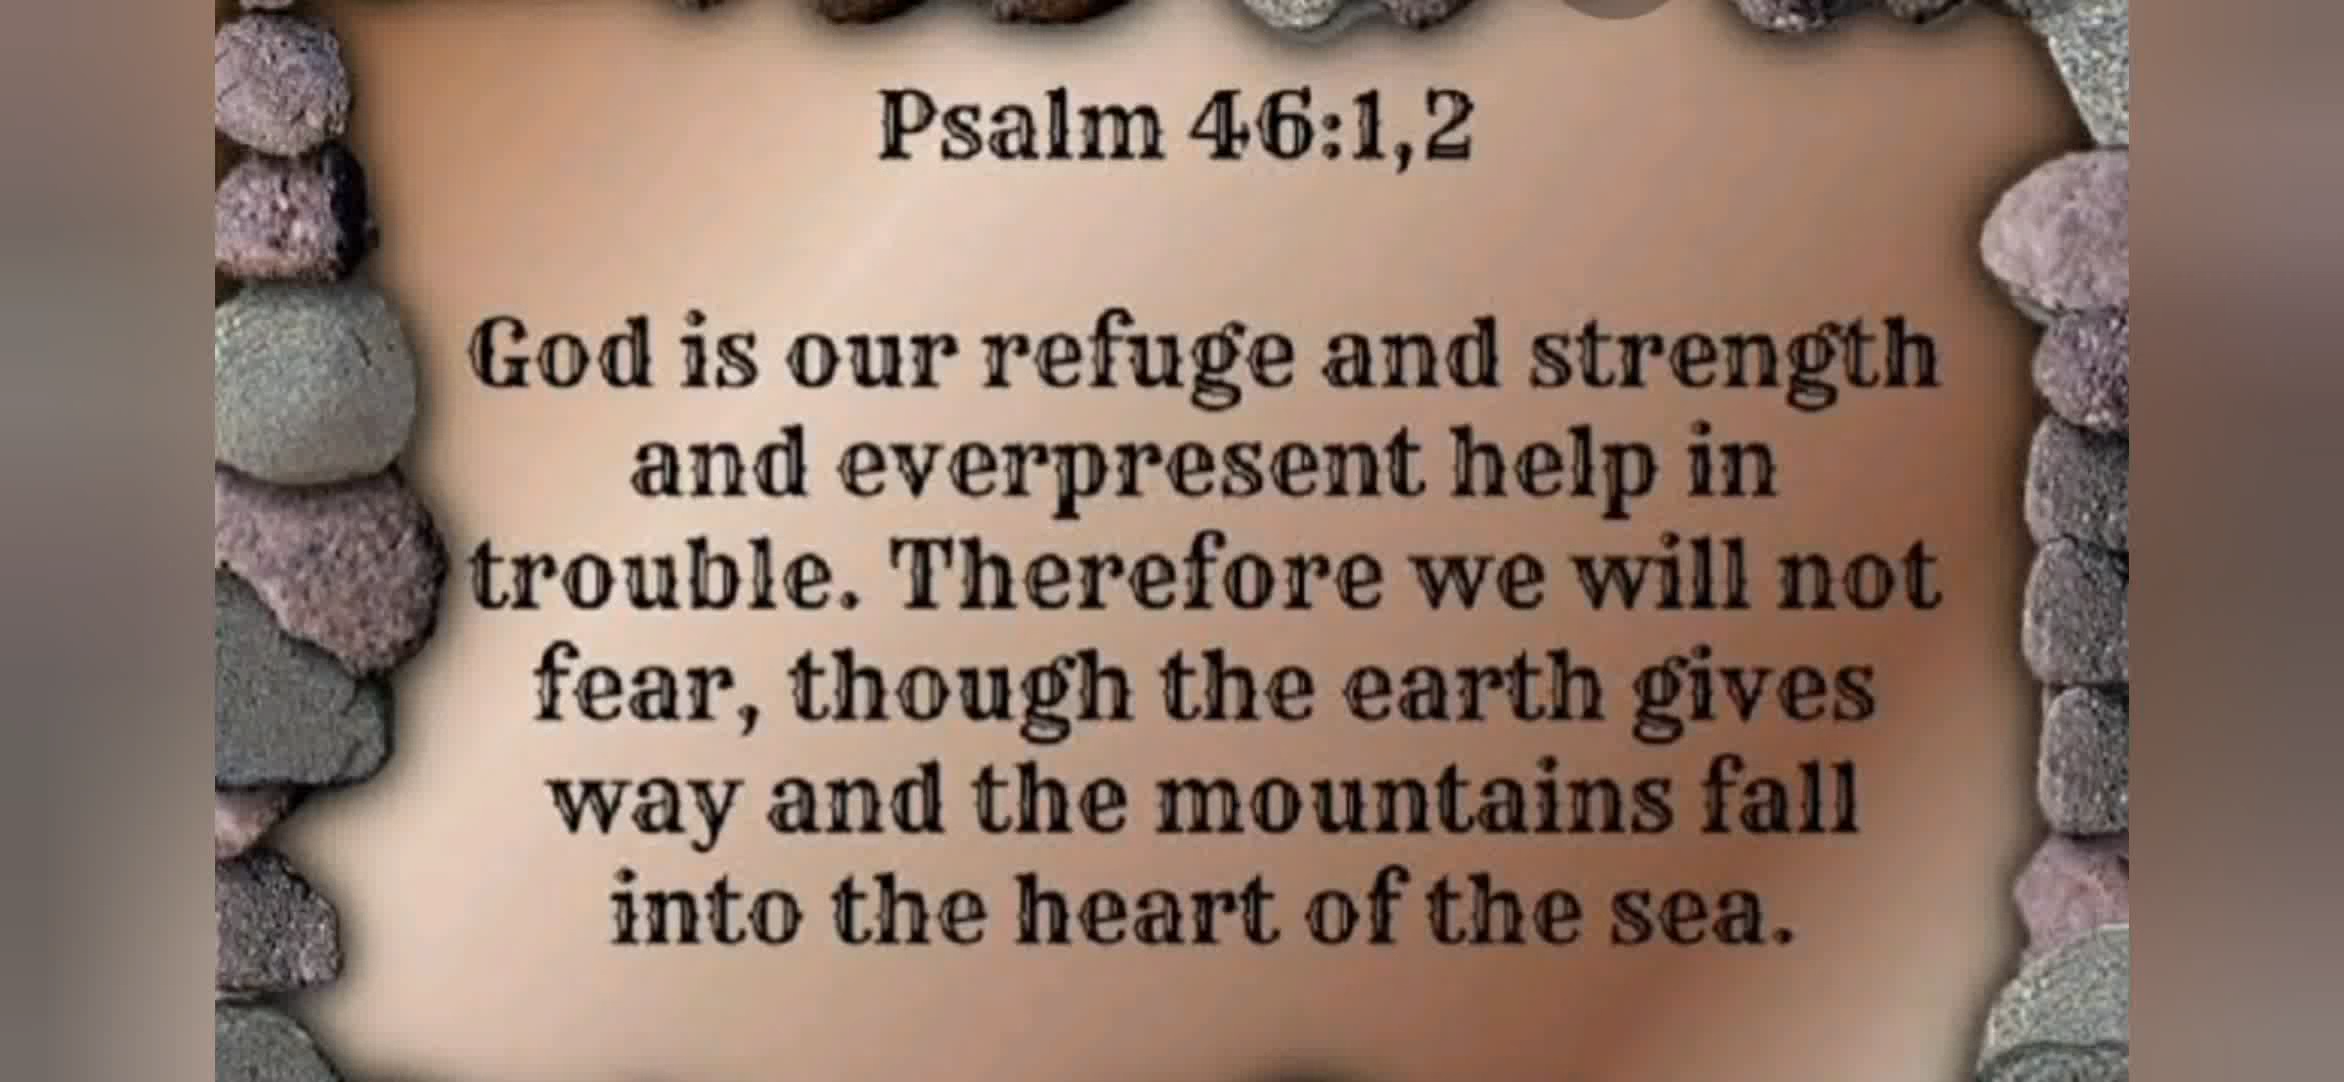 Psalm 46:1,2
God is our refuge and strength
and everpresent help in
trouble. Therefore we will not
fear, though the earth gives
way and the mountains fall
into the heart of the sea.